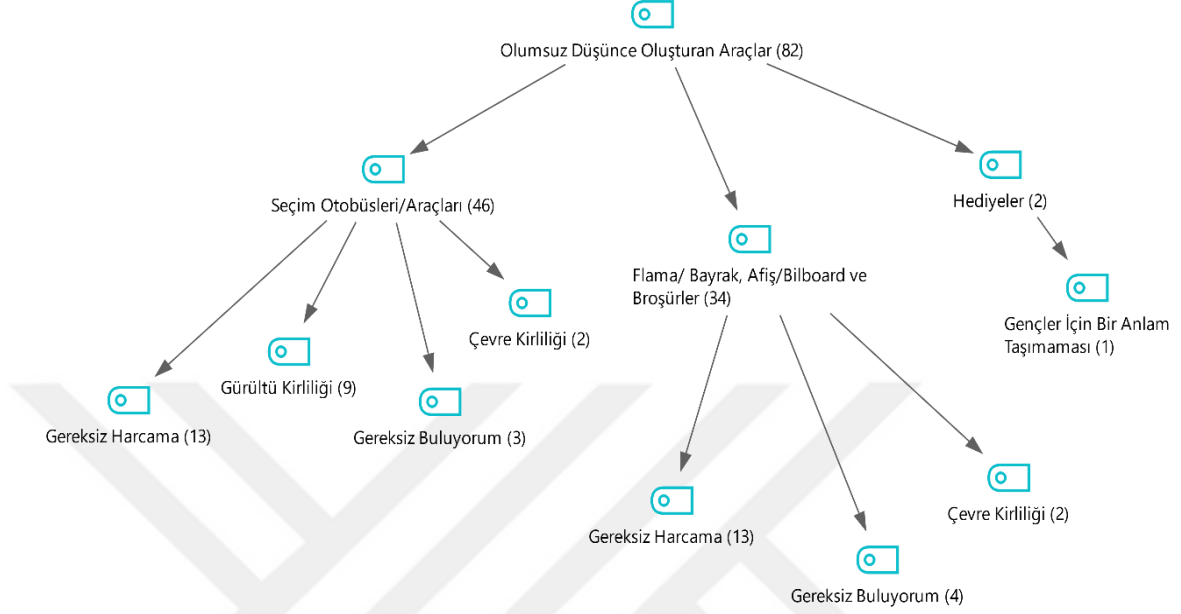 Olumsuz Düşünce Oluşturan Araçlar (82)
Seçim Otobüsleri/Araçları (46)
Hediyeler (2)
Flama/ Bayrak, Afiş/Bilboard ve
Broşürler (34)
Gençler İçin Bir Anlam
Taşımaması (1)
Çevre Kirliliği (2)
Gürültü Kirliliği (9)
Gereksiz Harcama (13)
Gereksiz Buluyorum (3)
Çevre Kirliliği (2)
Gereksiz Harcama (13)
Gereksiz Buluyorum (4)